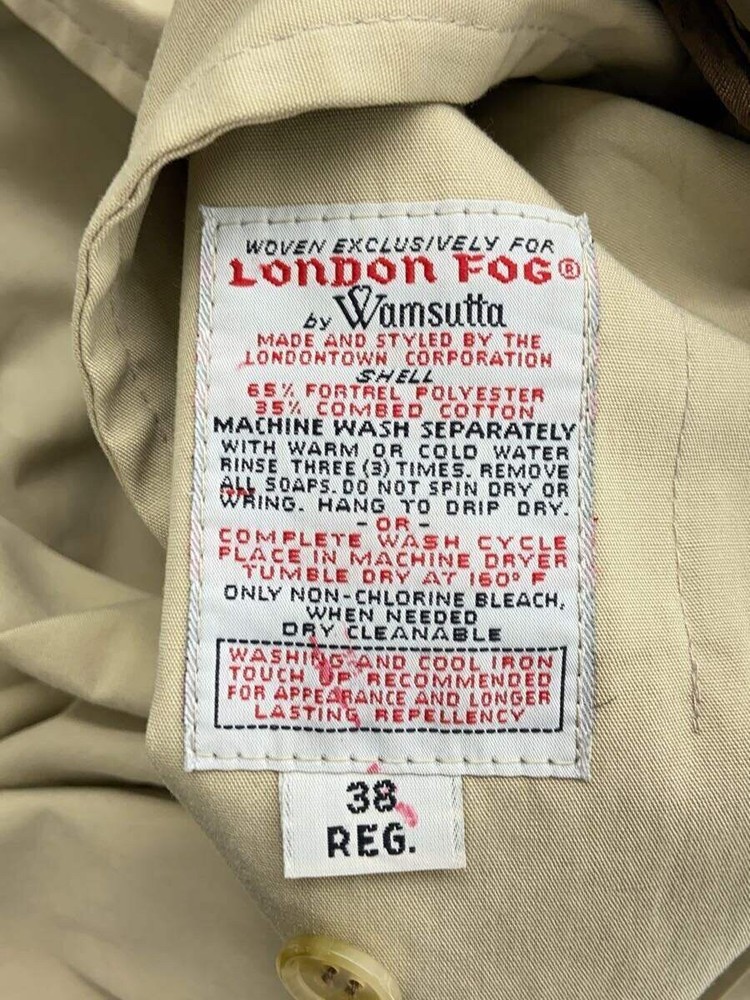 WOVEN EXCLUSIVELY FOR
LONDON FOG®
by Wamsutta
MADE AND STYLED BY THE
LONDONTOWN CORPORATION
SHELL
65% FORTREL POLYESTER
35% COMBED COTTON
MACHINE WASH SEPARATELY
WITH WARM OR COLD WATER
RINSE THREE (3) TIMES. REMOVE
ALL SOAPS. DO NOT SPIN DRY OR
WRING. HANG TO DRIP DRY.
- OR -
COMPLETE WASH CYCLE
PLACE IN MACHINE DRYER
TUMBLE DRY AT 160° F
ONLY NON-CHLORINE BLEACH,
WHEN NEEDED
DRY CLEANABLE
WASHING AND COOL IRON
TOUCH UP RECOMMENDED
FOR APPEARANCE AND LONGER
LASTING REPELLENCY
38
REG.